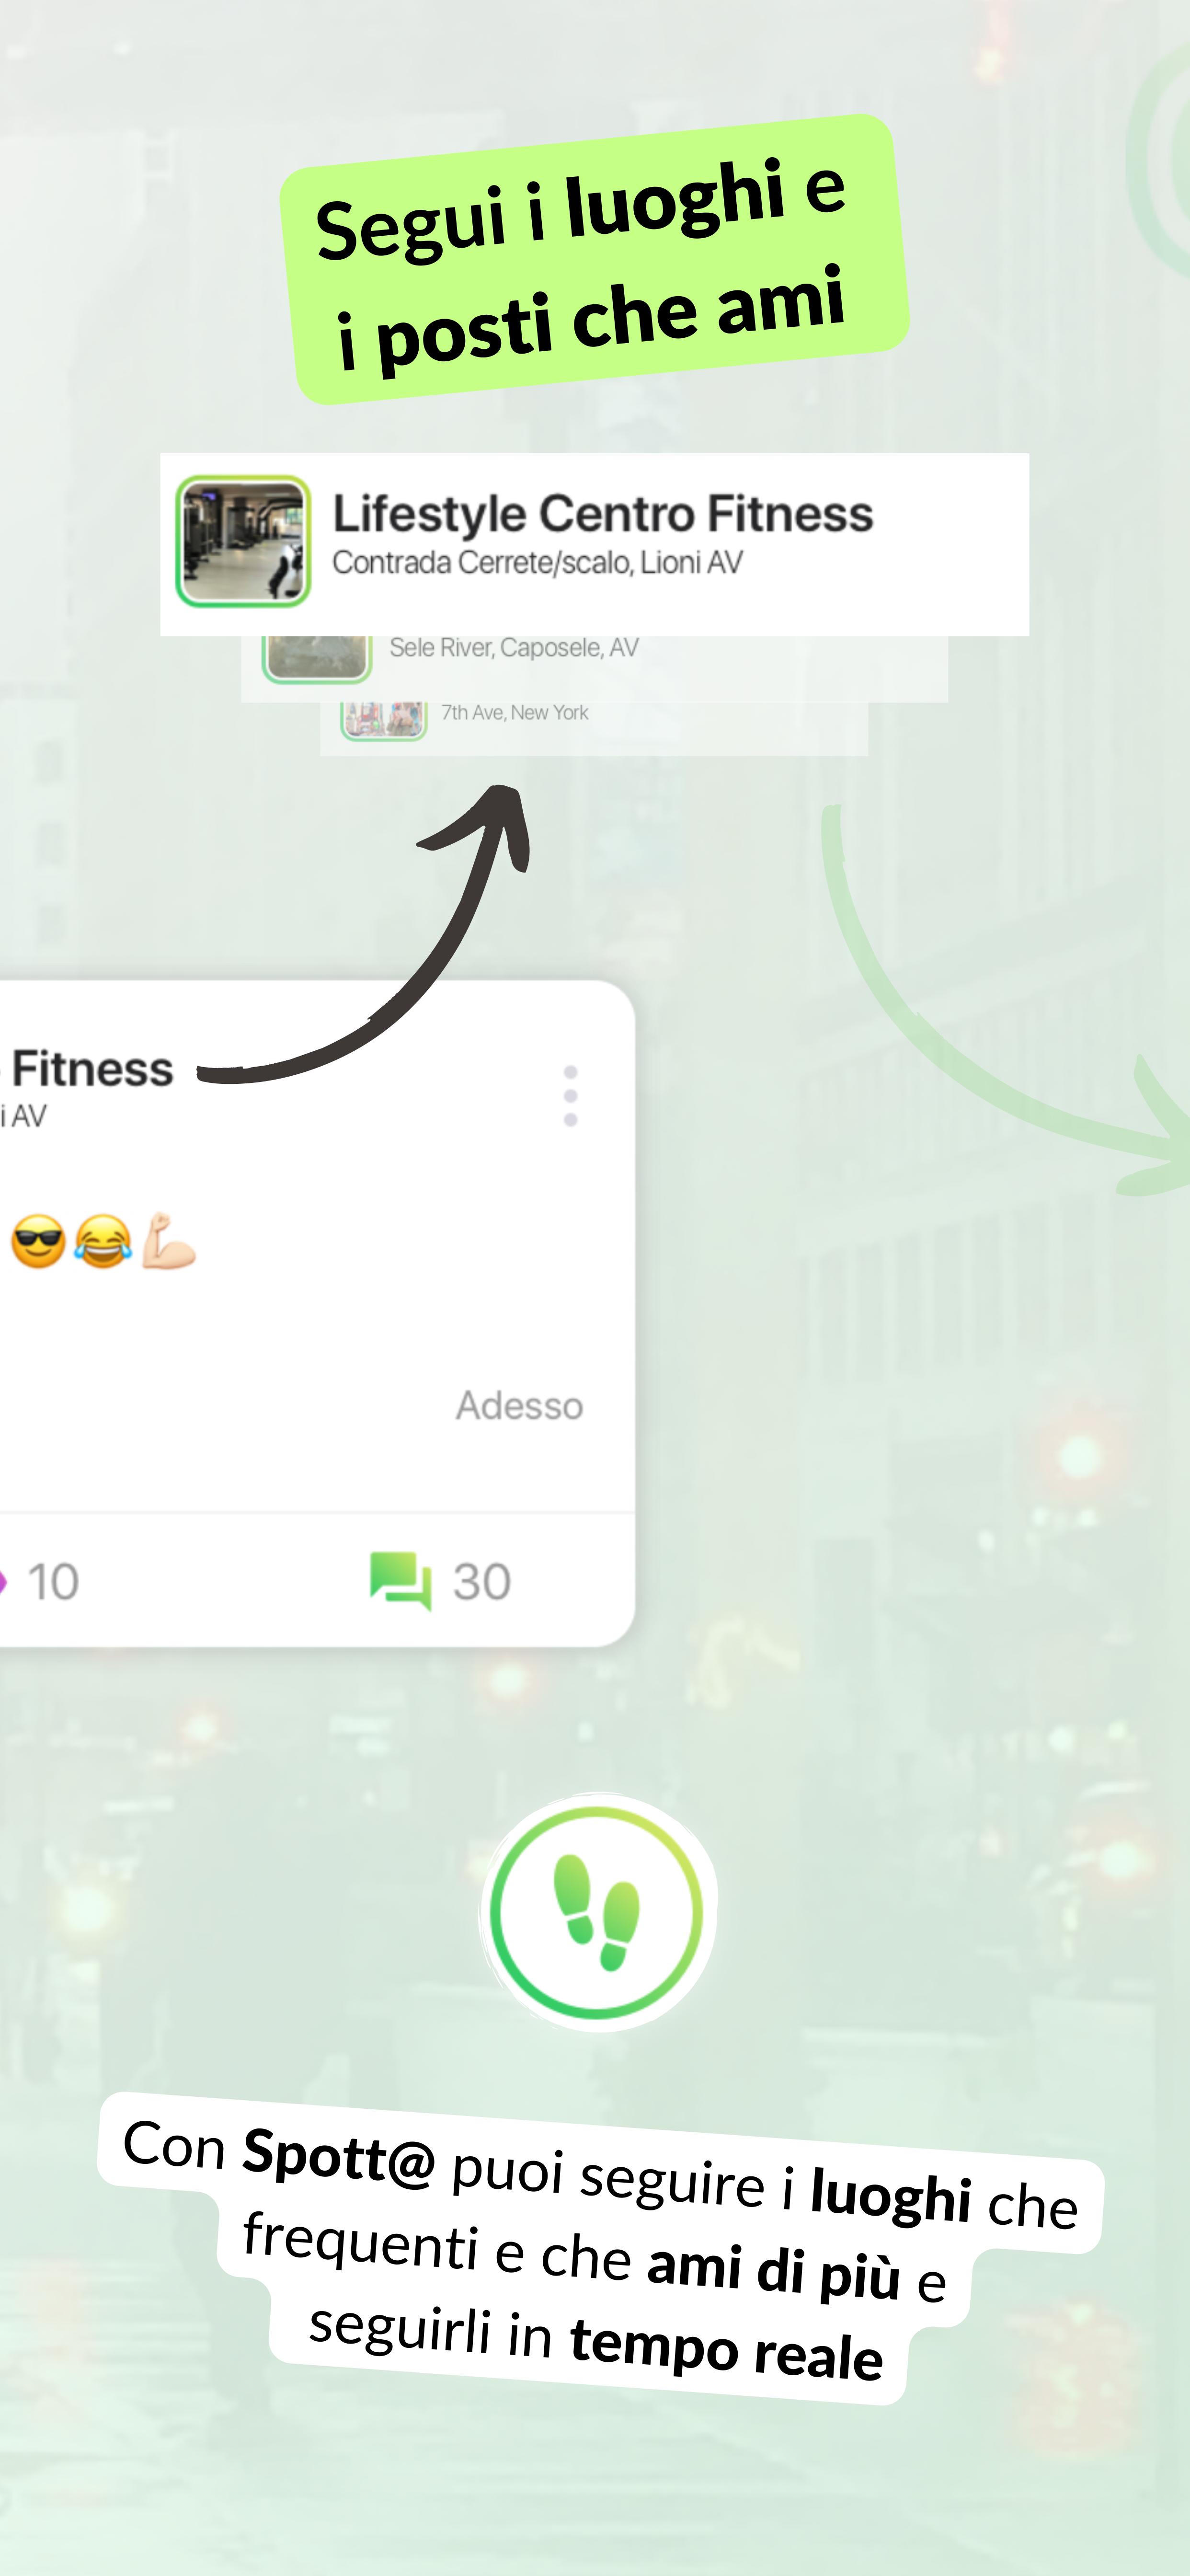 Segui i luoghi e
i posti che ami
Lifestyle Centro Fitness
Contrada Cerrete/scalo, Lioni AV
Sele River, Caposele, AV
7th Ave, New York
Fitness
i AV
😎😂💪🏻
Adesso
10
30
Con Spott@ puoi seguire i luoghi che
frequenti e che ami di più e
seguirli in tempo reale